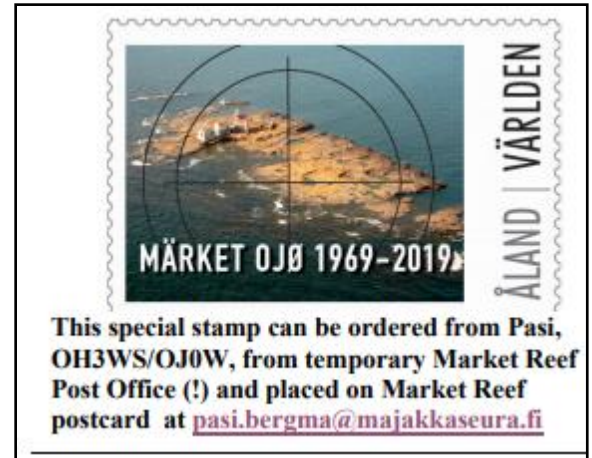 MÄRKET OJØ 1969-2019
ÅLAND | VÄRLDEN
This special stamp can be ordered from Pasi,
OH3WS/OJ0W, from temporary Market Reef
Post Office (!) and placed on Market Reef
postcard at pasi.bergma@majakkaseura.fi